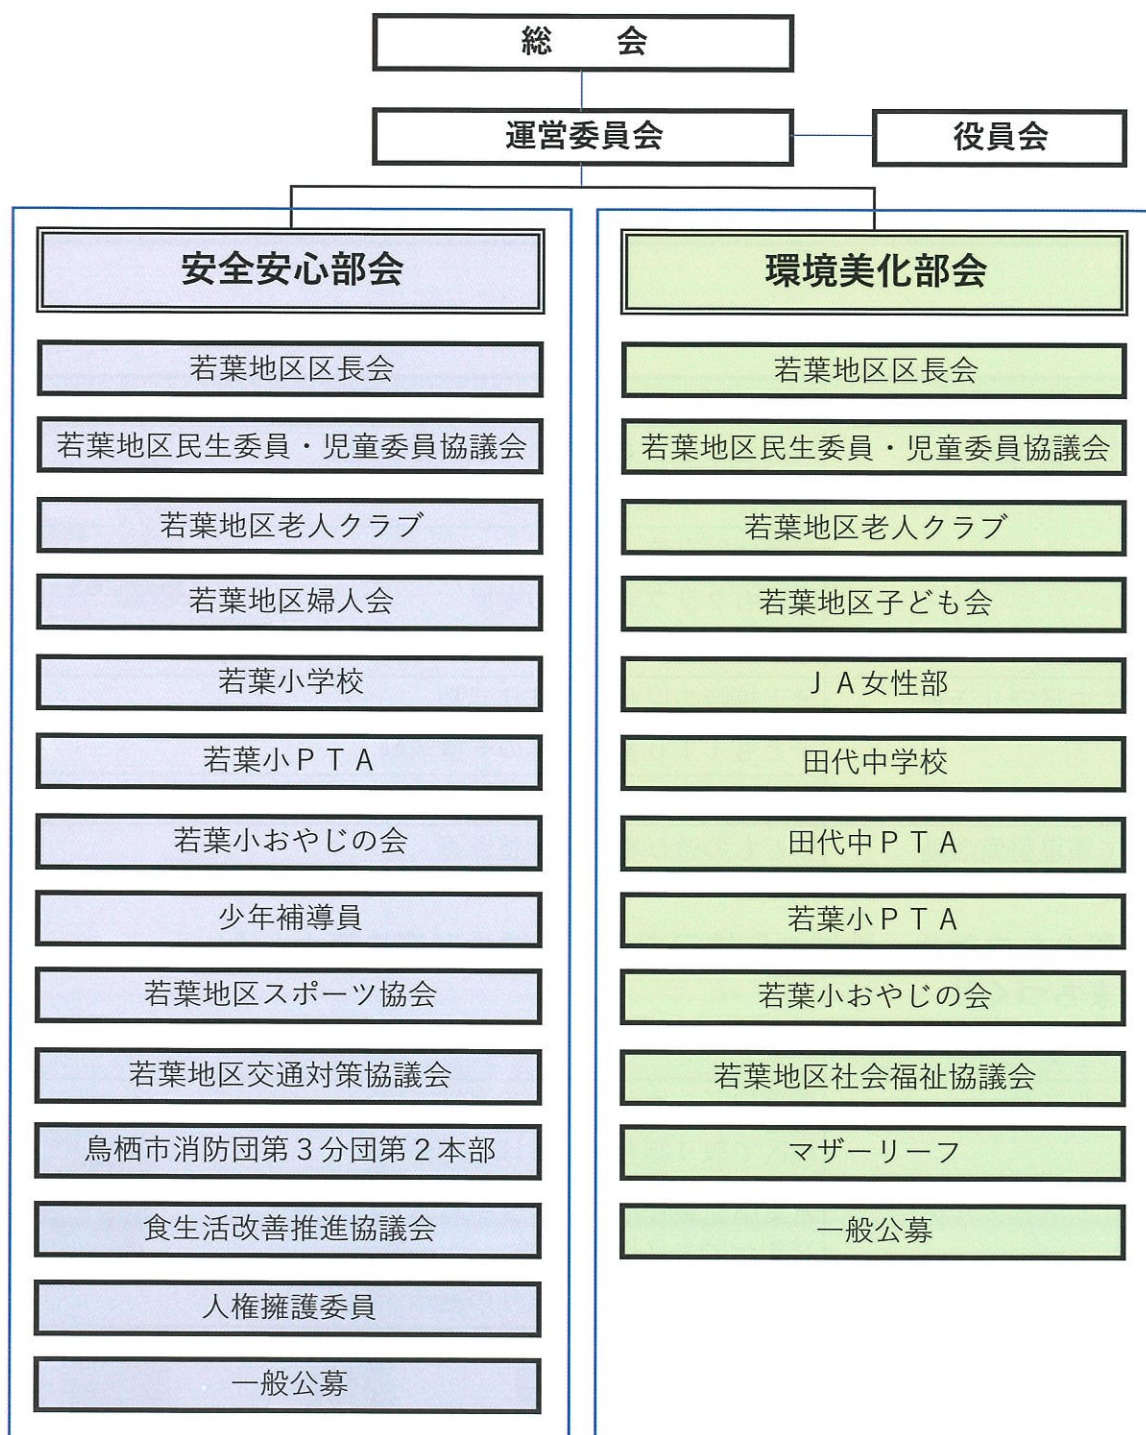 総　　会
運営委員会
役員会
安全安心部会
若葉地区区長会
若葉地区民生委員・児童委員協議会
若葉地区老人クラブ
若葉地区婦人会
若葉小学校
若葉小ＰＴＡ
若葉小おやじの会
少年補導員
若葉地区スポーツ協会
若葉地区交通対策協議会
鳥栖市消防団第３分団第２本部
食生活改善推進協議会
人権擁護委員
一般公募
環境美化部会
若葉地区区長会
若葉地区民生委員・児童委員協議会
若葉地区老人クラブ
若葉地区子ども会
ＪＡ女性部
田代中学校
田代中ＰＴＡ
若葉小ＰＴＡ
若葉小おやじの会
若葉地区社会福祉協議会
マザーリーフ
一般公募